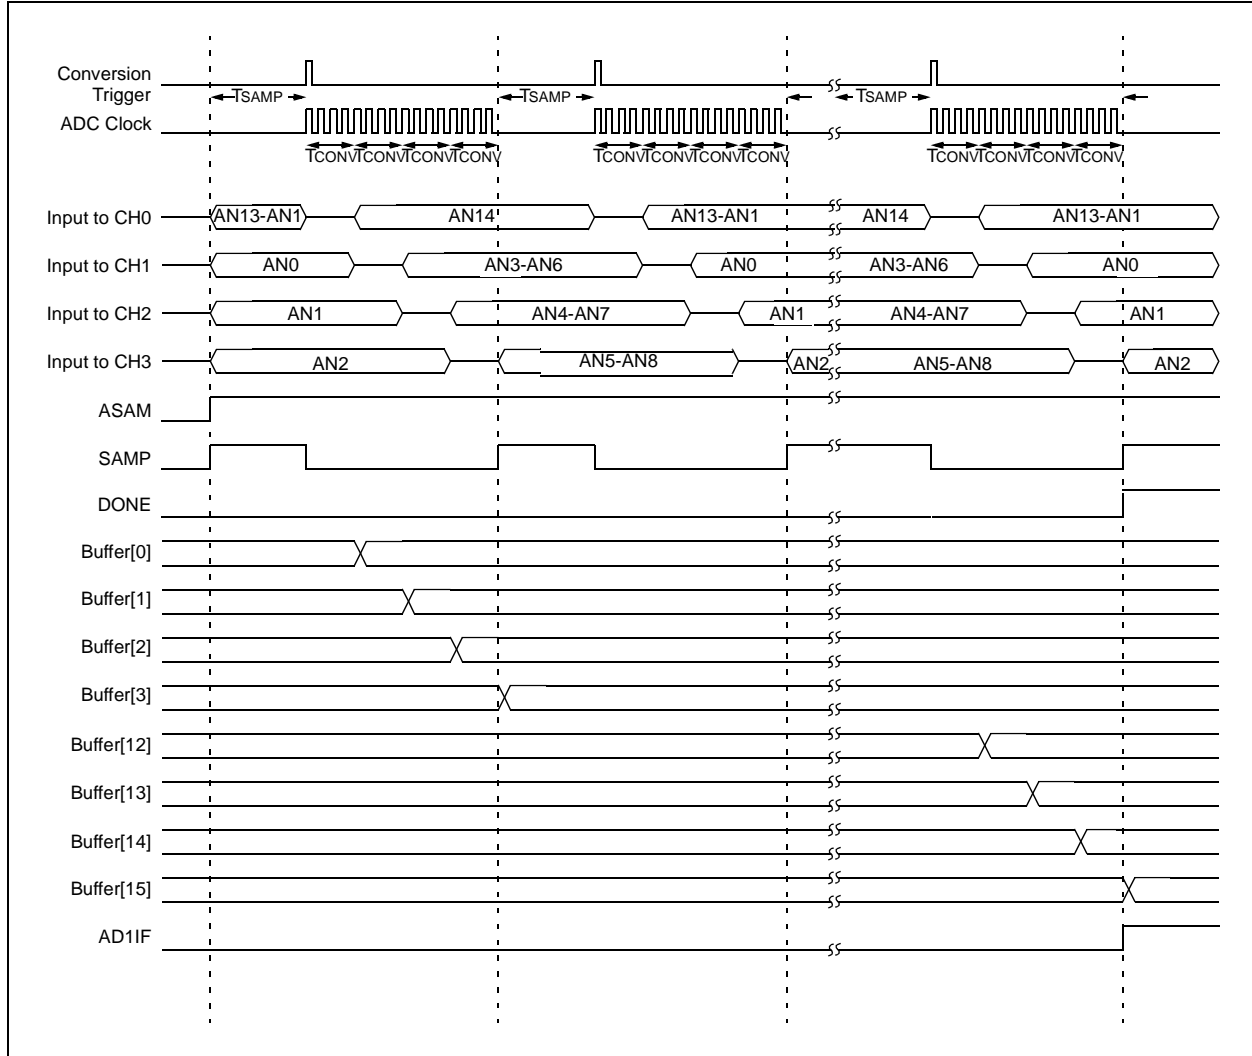 Conversion
Trigger
TSAMP TSAMP TSAMP
ADC Clock
TCONV TCONV TCONV TCONV TCONV TCONV TCONV TCONV TCONV TCONV TCONV TCONV
Input to CH0 AN13-AN1 AN14 AN13-AN1 AN14 AN13-AN1
Input to CH1 AN0 AN3-AN6 AN0 AN3-AN6 AN0
Input to CH2 AN1 AN4-AN7 AN1 AN4-AN7 AN1
Input to CH3 AN2 AN5-AN8 AN2 AN5-AN8 AN2
ASAM
SAMP
DONE
Buffer[0]
Buffer[1]
Buffer[2]
Buffer[3]
Buffer[12]
Buffer[13]
Buffer[14]
Buffer[15]
AD1IF